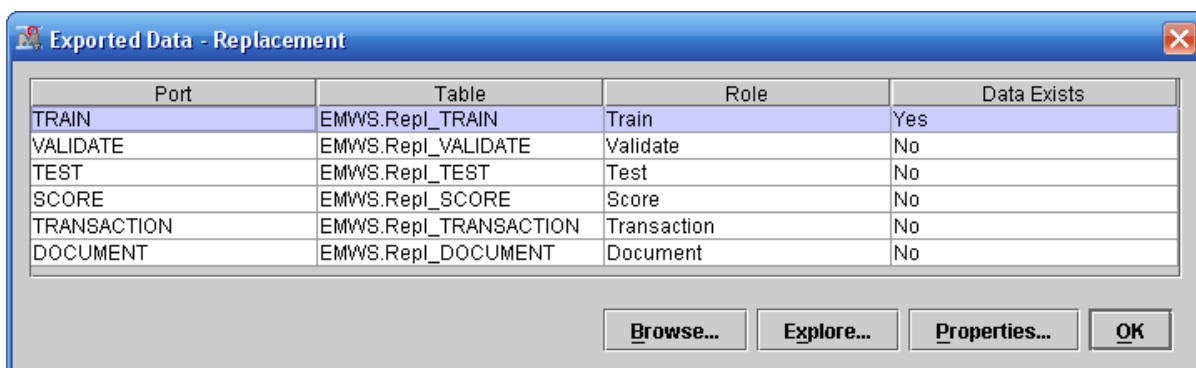 Exported Data - Replacement
Port Table Role Data Exists
TRAIN EMWS.Repl_TRAIN Train Yes
VALIDATE EMWS.Repl_VALIDATE Validate No
TEST EMWS.Repl_TEST Test No
SCORE EMWS.Repl_SCORE Score No
TRANSACTION EMWS.Repl_TRANSACTION Transaction No
DOCUMENT EMWS.Repl_DOCUMENT Document No
Browse... Explore... Properties... OK